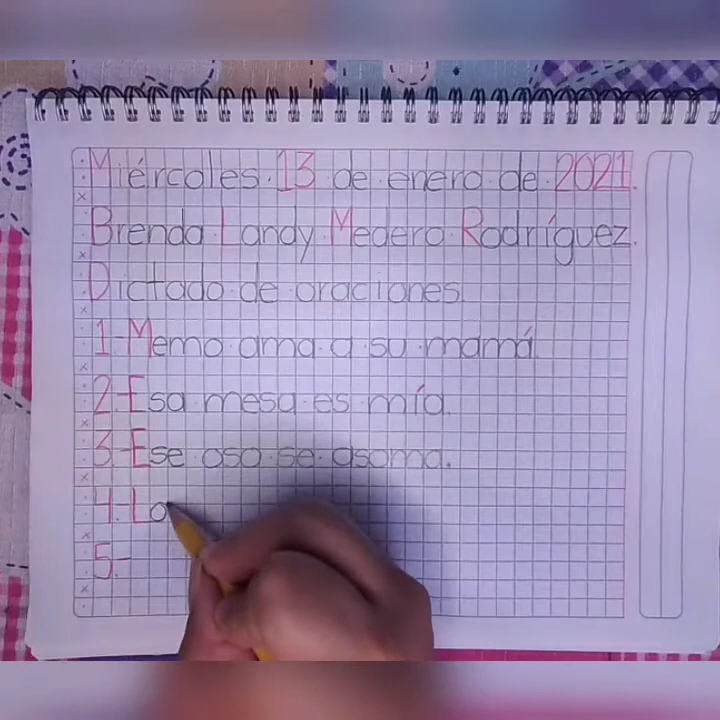 Miércoles 13 de enero de 2021.
Brenda Landy Medero Rodríguez.
Dictado de oraciones.
1.-Memo ama a su mamá.
2.-Esa mesa es mía.
3.-Ese oso se asoma.
4.-Lo
5.-